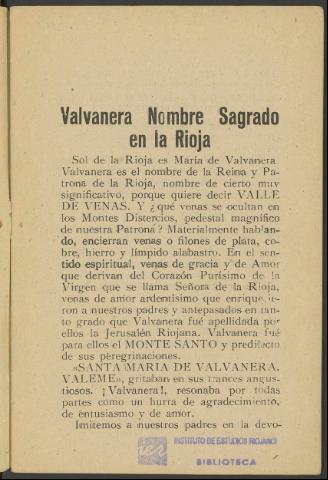 Valvanera Nombre Sagrado
en la Rioja
Sol de la Rioja es María de Valvanera.
Valvanera es el nombre de la Reina y Pa-
trona de la Rioja, nombre de cierto muy
significativo, porque quiere decir VALLE
DE VENAS. Y ¿qué venas se ocultan en
los Montes Distercios, pedestal magnífico
de nuestra Patrona? Materialmente hablan-
do, encierran venas o filones de plata, co-
bre, hierro y límpido alabastro. En el sen-
tido espiritual, venas de gracia y de Amor
que derivan del Corazón Purísimo de la
Virgen que se llama Señora de la Rioja,
venas de amor ardentísimo que enriquecie-
ron a nuestros padres y antepasados en tan-
to grado que Valvanera fué apellidada por
ellos la Jerusalén Riojana. Valvanera fué
para ellos el MONTE SANTO y predilecto
de sus peregrinaciones.
«SANTA MARIA DE VALVANERA,
VALEME», gritaban en sus trances angus-
tiosos. ¡Valvanera!, resonaba por todas
partes como un hurra de agradecimiento,
de entusiasmo y de amor.
Imitemos a nuestros padres en la devo-
ier
INSTITUTO DE ESTUDIOS RIOJANOS
BIBLIOTECA